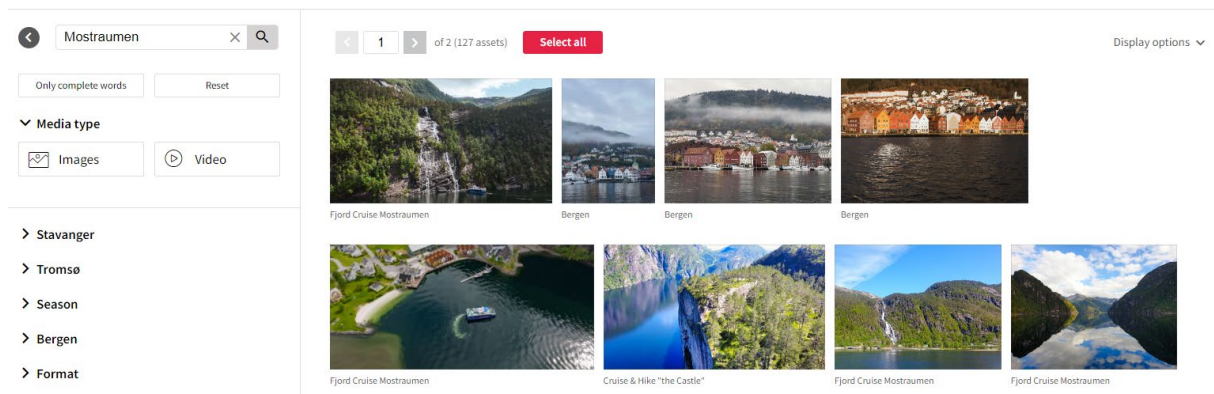 Mostraumen
1 of 2 (127 assets) Select all
Display options
Only complete words
Reset
Media type
Images
Video
Stavanger
Tromsø
Season
Bergen
Format
Fjord Cruise Mostraumen
Bergen
Bergen
Bergen
Fjord Cruise Mostraumen
Cruise & Hike "the Castle"
Fjord Cruise Mostraumen
Fjord Cruise Mostraumen